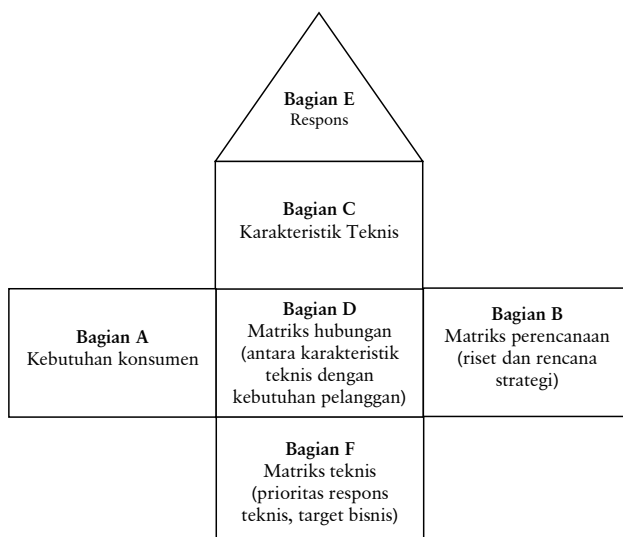 Bagian E
Respons
Bagian C
Karakteristik Teknis
Bagian A
Kebutuhan konsumen
Bagian D
Matriks hubungan
(antara karakteristik
teknis dengan
kebutuhan pelanggan)
Bagian B
Matriks perencanaan
(riset dan rencana
strategi)
Bagian F
Matriks teknis
(prioritas respons
teknis, target bisnis)